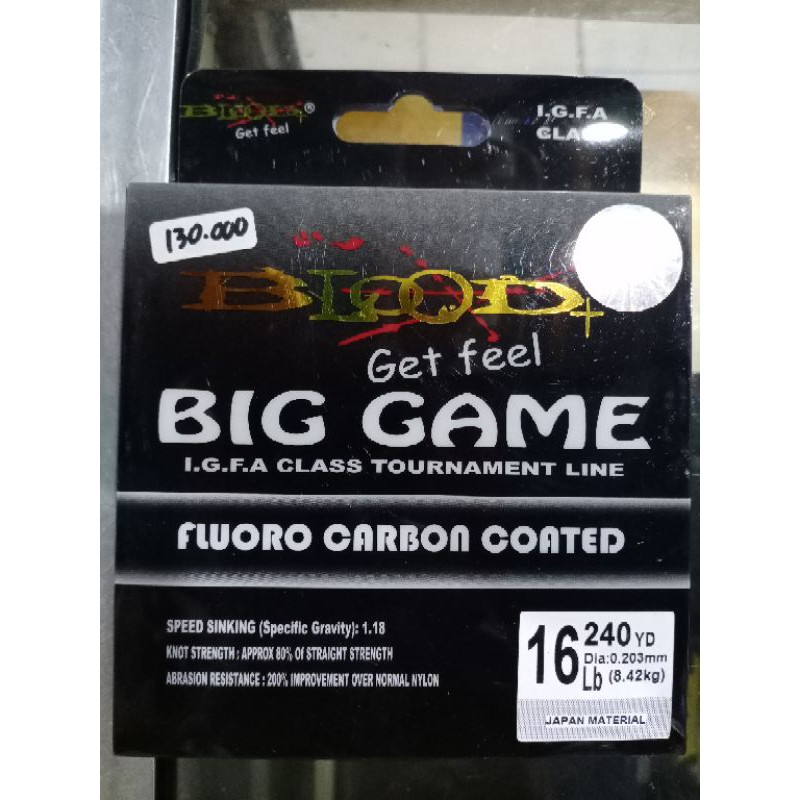 BLOOD®
Get feel
I.G.F.A
CLASS
130.000
BLOOD+
Get feel
BIG GAME
I.G.F.A CLASS TOURNAMENT LINE
FLUORO CARBON COATED
SPEED SINKING (Specific Gravity): 1.18
KNOT STRENGTH : APPROX 80% Of STRAIGHT STRENGTH
ABRASION RESISTANCE : 200% IMPROVEMENT OVER NORMAL NYLON
16 Lb
240 YD
Dia:0.203mm
(8.42kg)
JAPAN MATERIAL